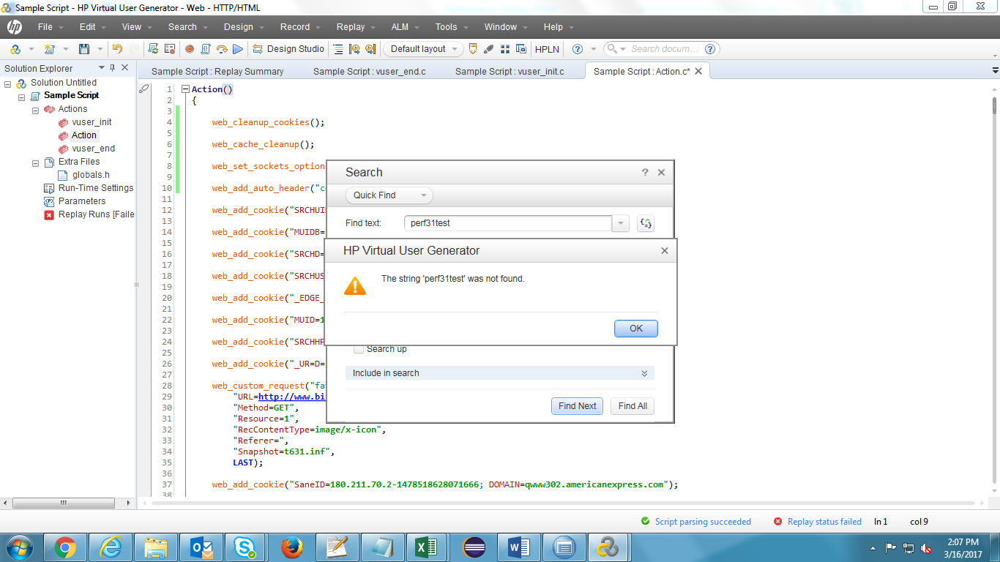 Sample Script - HP Virtual User Generator - Web - HTTP/HTML
hp File Edit View Search Design Record Replay ALM Tools Window Help
Design Studio Default layout HPLN Search docum...
Solution Explorer
Solution Untitled
Sample Script
Actions
vuser_init
Action
vuser_end
Extra Files
globals.h
Run-Time Settings
Parameters
Replay Runs [Faile
Sample Script : Replay Summary Sample Script : vuser_end.c Sample Script : vuser_init.c Sample Script : Action.c*
1 Action()
2 {
3
4 web_cleanup_cookies();
5
6 web_cache_cleanup();
7
8 web_set_sockets_option
9
10 web_add_auto_header("c
11
12 web_add_cookie("SRCHUI
13
14 web_add_cookie("MUIDB=
15
16 web_add_cookie("SRCHD=
17
18 web_add_cookie("SRCHUS
19
20 web_add_cookie("_EDGE_
21
22 web_add_cookie("MUID=1
23
24 web_add_cookie("SRCHHP
25
26 web_add_cookie("_UR=D=
27
28 web_custom_request("fa
29 "URL=http://www.bi
30 "Method=GET",
31 "Resource=1",
32 "RecContentType=image/x-icon",
33 "Referer=",
34 "Snapshot=t631.inf",
35 LAST);
36
37 web_add_cookie("SaneID=180.211.70.2-1478518628071666; DOMAIN=qwww302.americanexpress.com");
38
Search ?
Quick Find
Find text: perf31test
HP Virtual User Generator
The string 'perf31test' was not found.
OK
Search up
Include in search
Find Next Find All
Script parsing succeeded Replay status failed ln 1 col 9
2:07 PM
3/16/2017